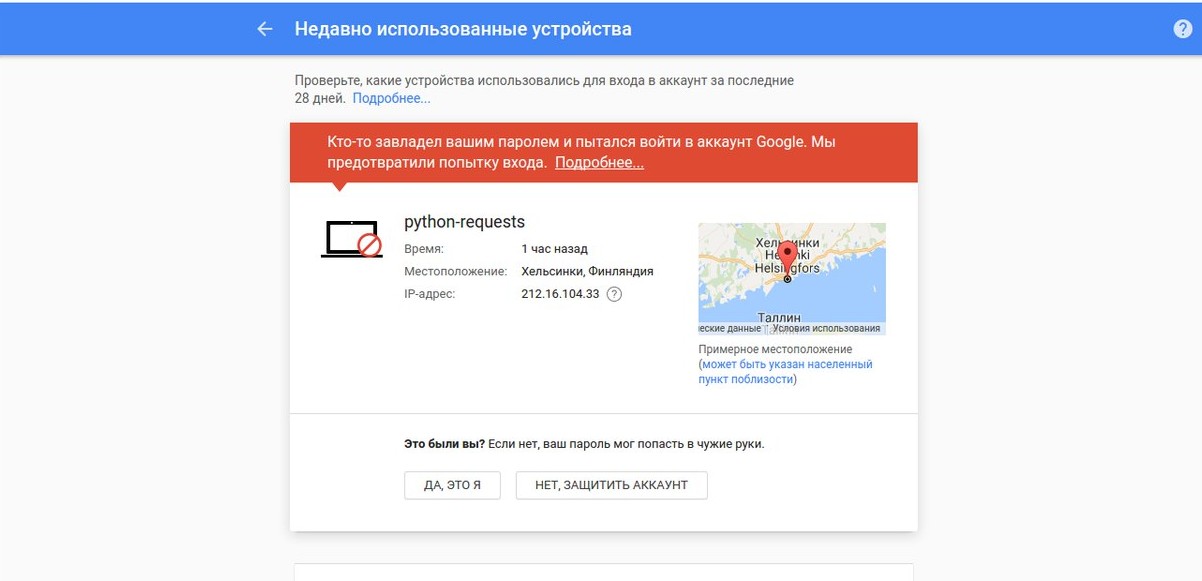 Недавно использованные устройства
?
Проверьте, какие устройства использовались для входа в аккаунт за последние
28 дней. Подробнее...
Кто-то завладел вашим паролем и пытался войти в аккаунт Google. Мы
предотвратили попытку входа. Подробнее...
python-requests
Время: 1 час назад
Местоположение: Хельсинки, Финляндия
IP-адрес: 212.16.104.33 ?
Helsingfors
Таллин
еские данные Условия использования
Примерное местоположение
(может быть указан населенный
пункт поблизости)
Это были вы? Если нет, ваш пароль мог попасть в чужие руки.
ДА, ЭТО Я
НЕТ, ЗАЩИТИТЬ АККАУНТ